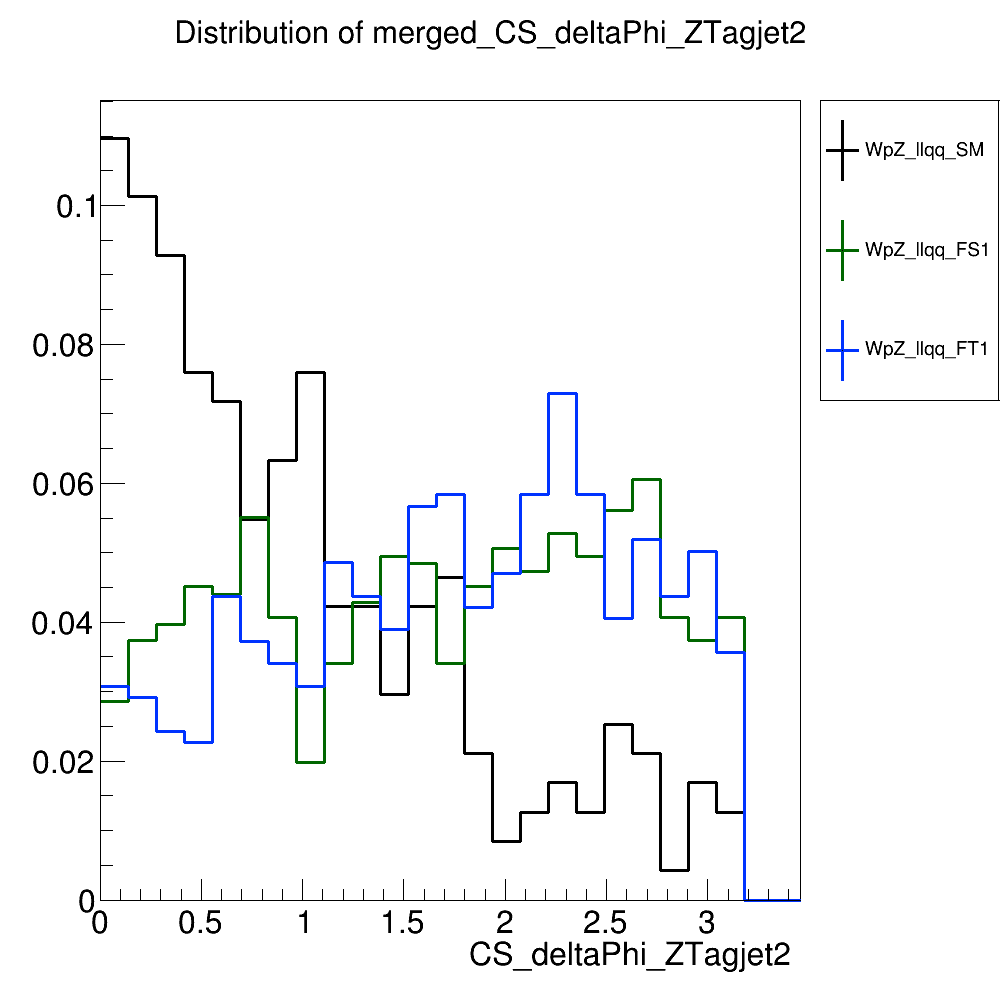 Distribution of merged_CS_deltaPhi_ZTagjet2
WpZ_llqq_SM
WpZ_llqq_FS1
WpZ_llqq_FT1
0.1
0.08
0.06
0.04
0.02
0
0 0.5 1 1.5 2 2.5 3
CS_deltaPhi_ZTagjet2